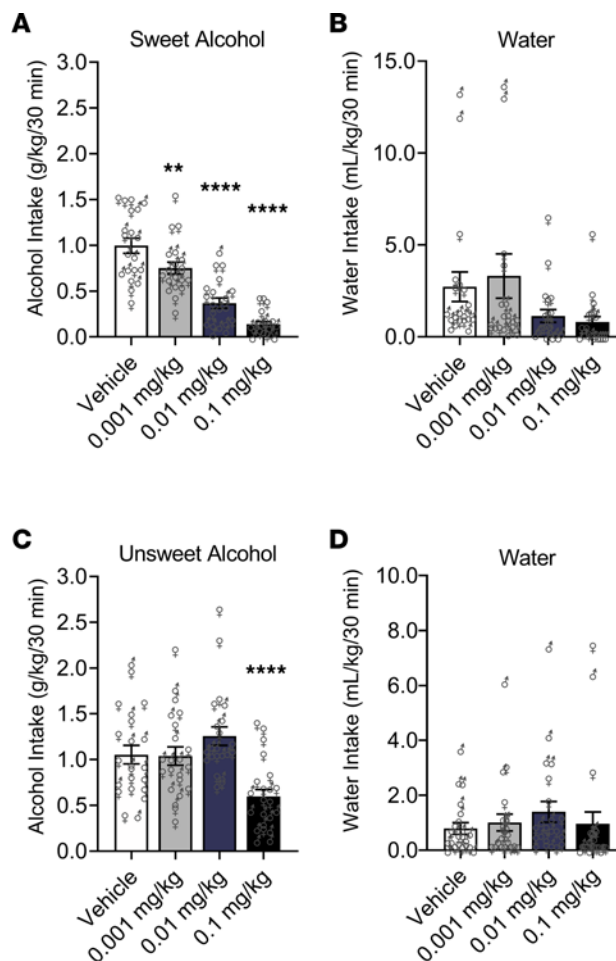 A
Sweet Alcohol
Alcohol Intake (g/kg/30 min)
3.0
2.5
2.0
1.5
1.0
0.5
0.0
**
****
****
Vehicle
0.001 mg/kg
0.01 mg/kg
0.1 mg/kg
B
Water
Water Intake (mL/kg/30 min)
15.0
10.0
5.0
0.0
Vehicle
0.001 mg/kg
0.01 mg/kg
0.1 mg/kg
C
Unsweet Alcohol
Alcohol Intake (g/kg/30 min)
3.0
2.5
2.0
1.5
1.0
0.5
0.0
****
Vehicle
0.001 mg/kg
0.01 mg/kg
0.1 mg/kg
D
Water
Water Intake (mL/kg/30 min)
10.0
8.0
6.0
4.0
2.0
0.0
Vehicle
0.001 mg/kg
0.01 mg/kg
0.1 mg/kg